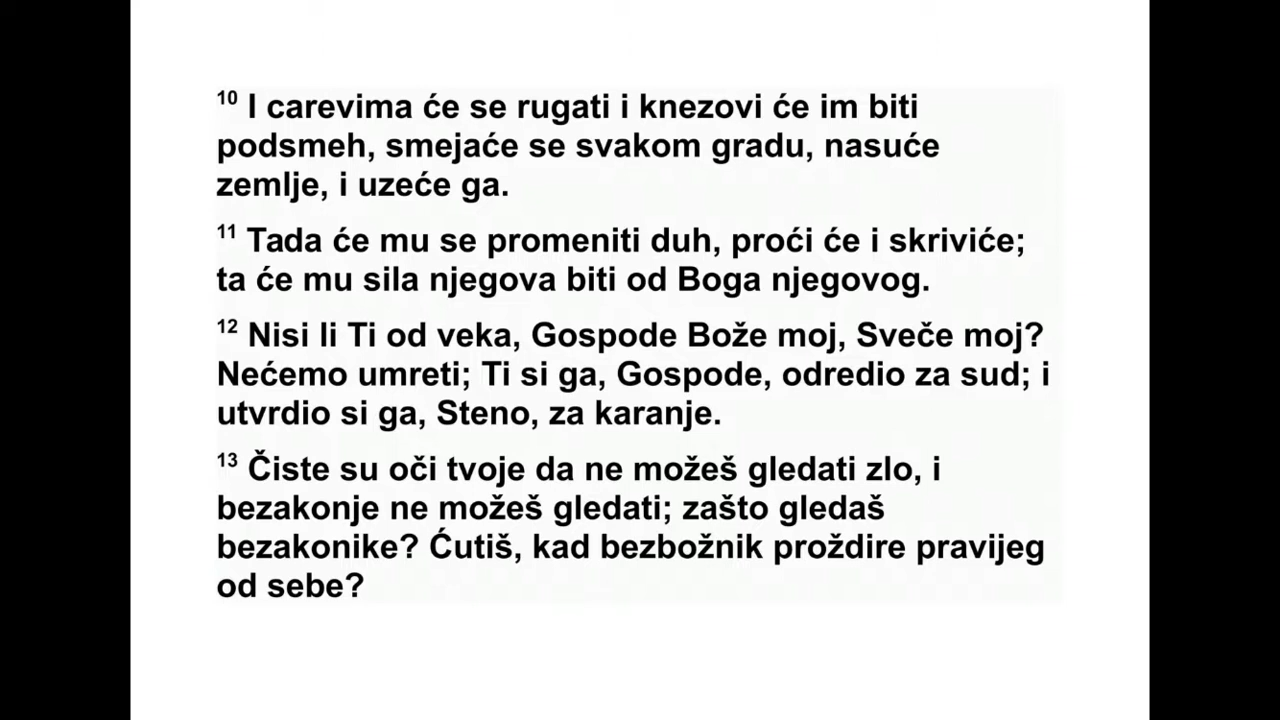 10 I carevima će se rugati i knezovi će im biti
podsmeh, smejaće se svakom gradu, nasuće
zemlje, i uzeće ga.
11 Tada će mu se promeniti duh, proći će i skriviće;
ta će mu sila njegova biti od Boga njegovog.
12 Nisi li Ti od veka, Gospode Bože moj, Sveče moj?
Nećemo umreti; Ti si ga, Gospode, odredio za sud; i
utvrdio si ga, Steno, za karanje.
13 Čiste su oči tvoje da ne možeš gledati zlo, i
bezakonje ne možeš gledati; zašto gledaš
bezakonike? Ćutiš, kad bezbožnik proždire pravijeg
od sebe?